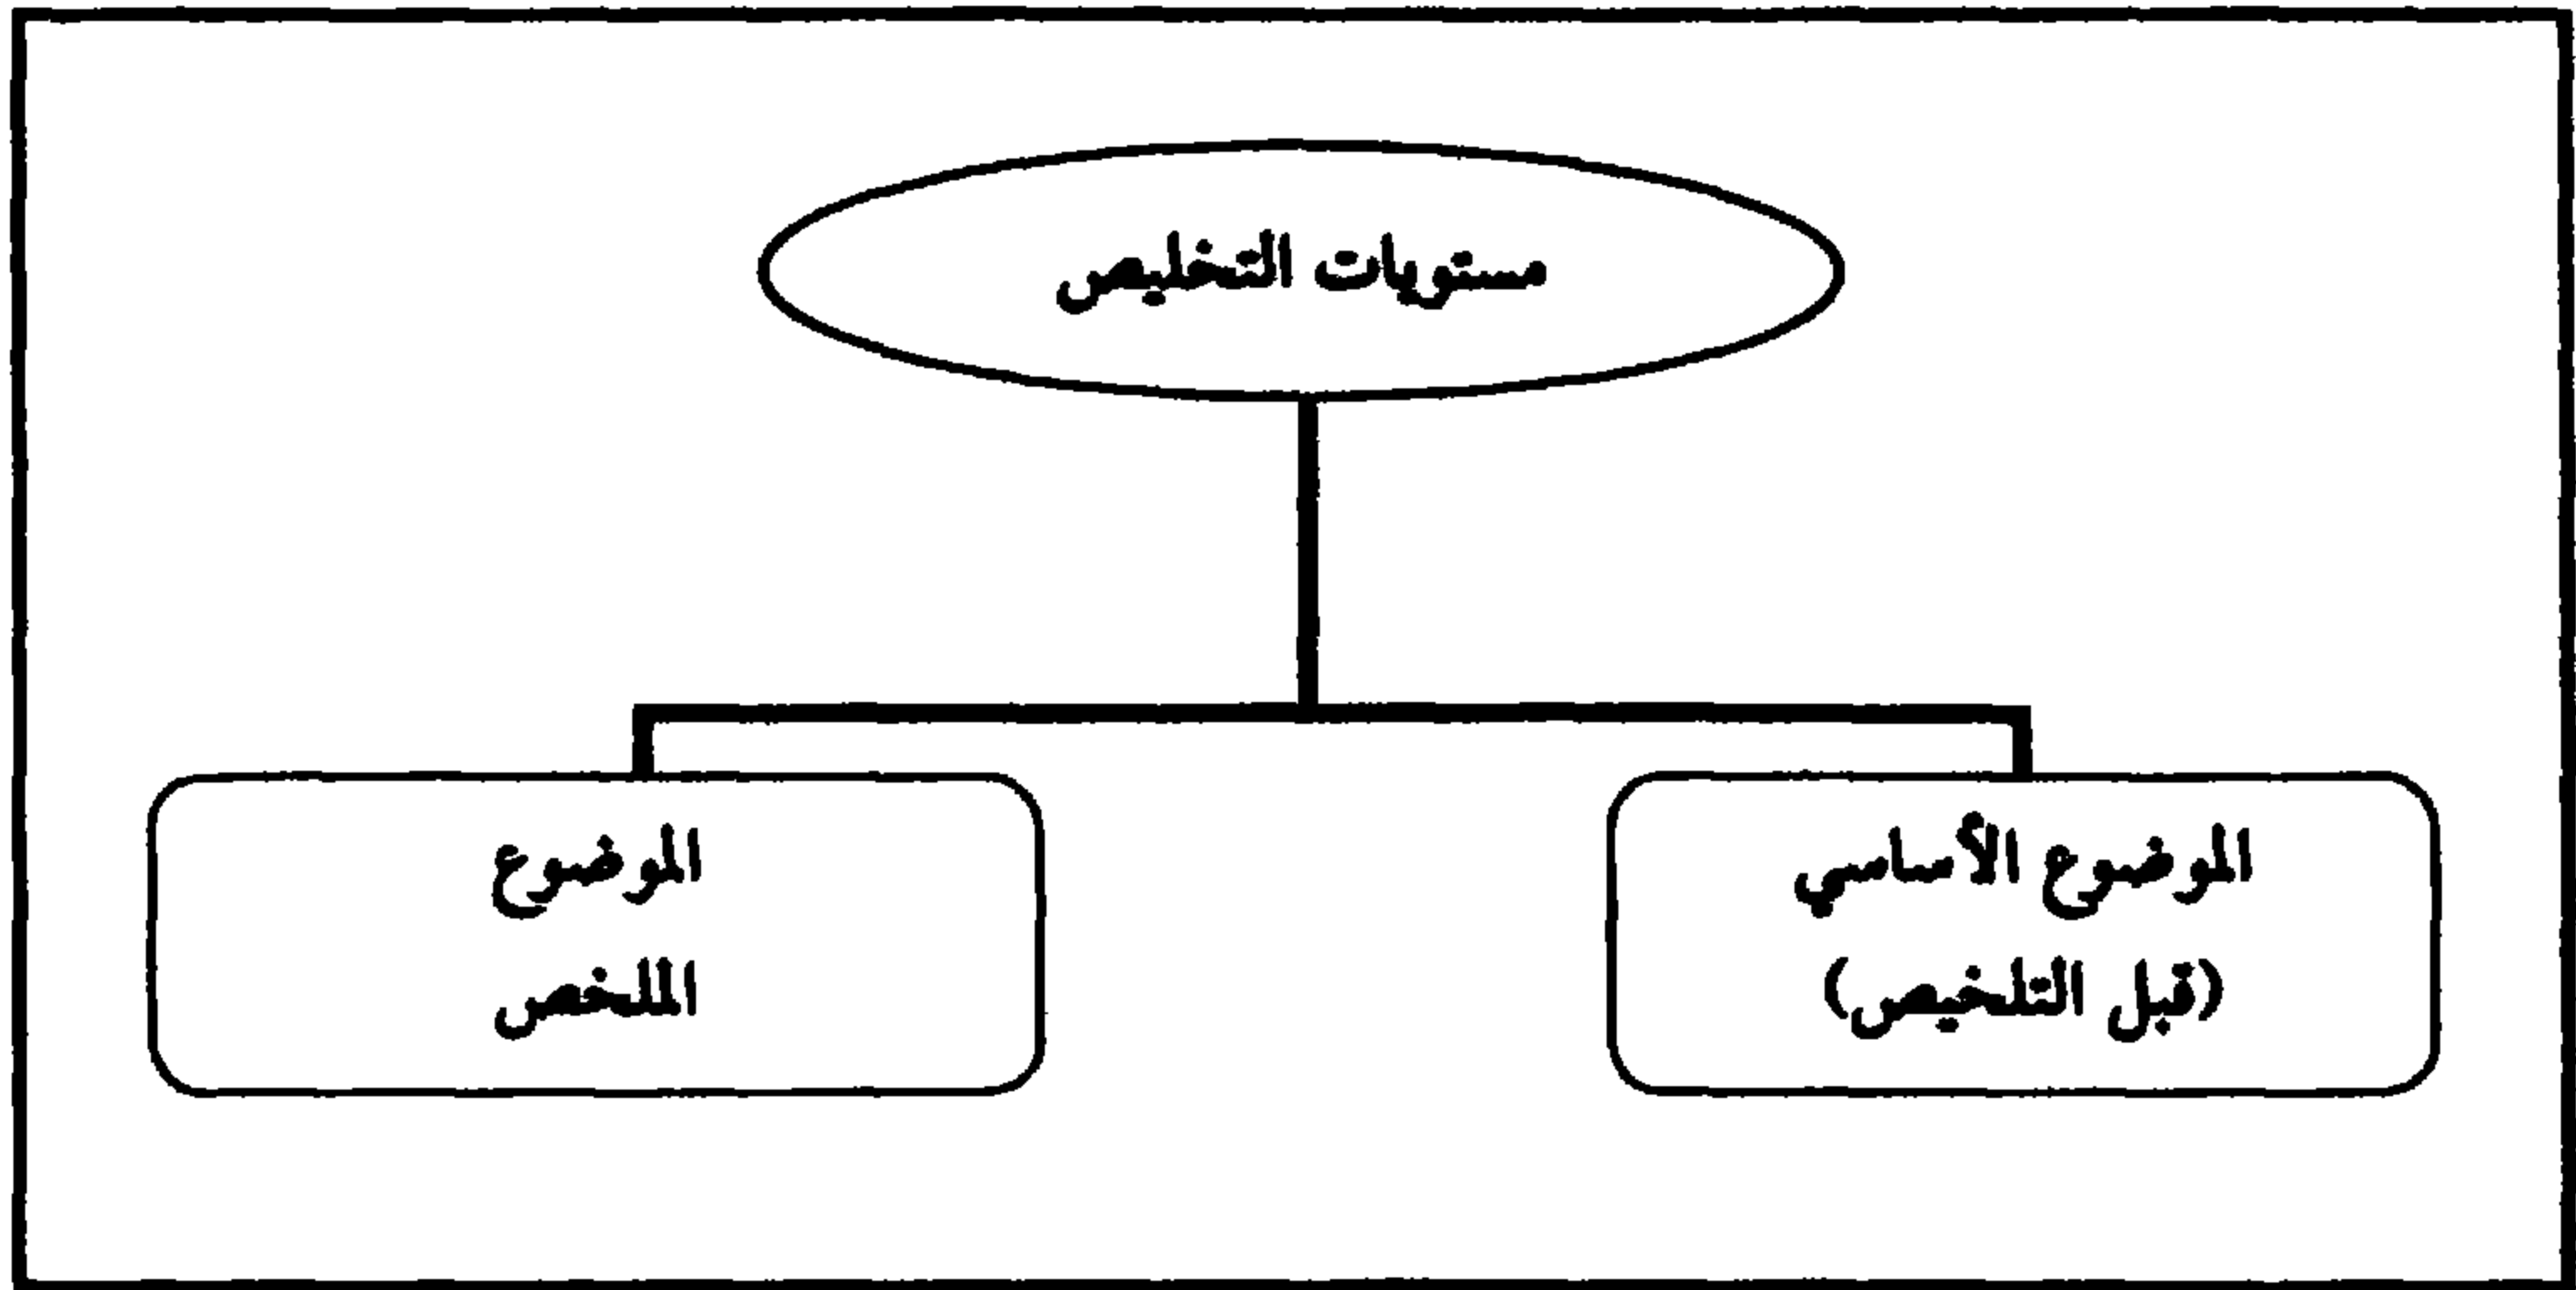 مستويات التخليص
الموضوع الأساسي
(قبل التلخيص)
الموضوع
الملخص